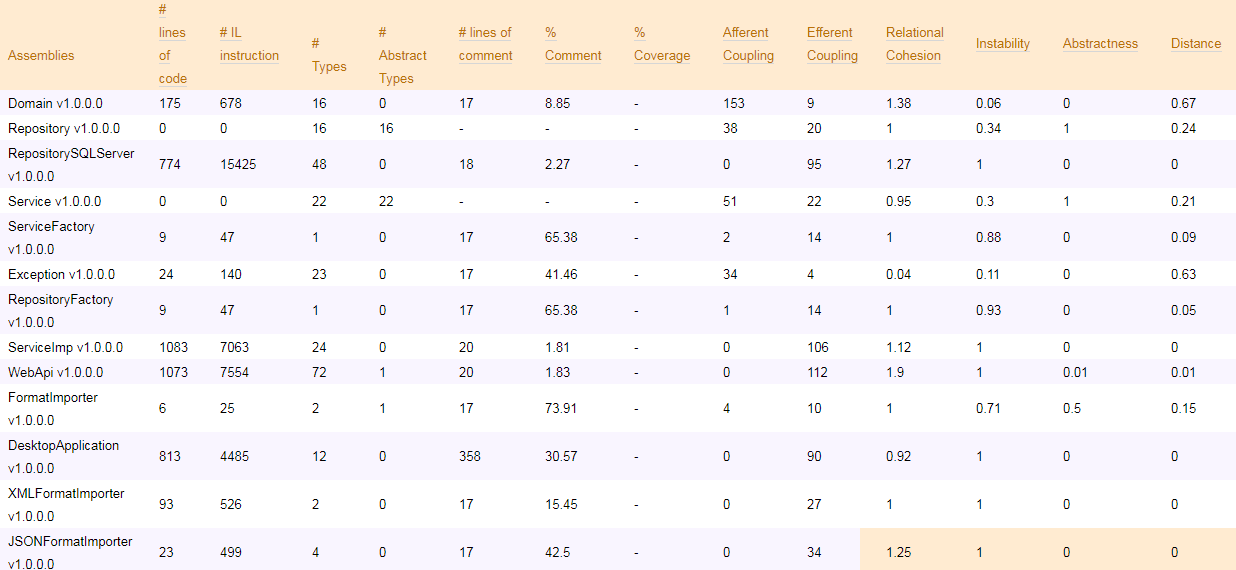 Assemblies # lines of code # IL instruction # Types # Abstract Types # lines of comment % Comment % Coverage Afferent Coupling Efferent Coupling Relational Cohesion Instability Abstractness Distance
Domain v1.0.0.0 175 678 16 0 17 8.85 - 153 9 1.38 0.06 0 0.67
Repository v1.0.0.0 0 0 16 16 - - - 38 20 1 0.34 1 0.24
RepositorySQLServer v1.0.0.0 774 15425 48 0 18 2.27 - 0 95 1.27 1 0 0
Service v1.0.0.0 0 0 22 22 - - - 51 22 0.95 0.3 1 0.21
ServiceFactory v1.0.0.0 9 47 1 0 17 65.38 - 2 14 1 0.88 0 0.09
Exception v1.0.0.0 24 140 23 0 17 41.46 - 34 4 0.04 0.11 0 0.63
RepositoryFactory v1.0.0.0 9 47 1 0 17 65.38 - 1 14 1 0.93 0 0.05
ServiceImp v1.0.0.0 1083 7063 24 0 20 1.81 - 0 106 1.12 1 0 0
WebApi v1.0.0.0 1073 7554 72 1 20 1.83 - 0 112 1.9 1 0.01 0.01
FormatImporter v1.0.0.0 6 25 2 1 17 73.91 - 4 10 1 0.71 0.5 0.15
DesktopApplication v1.0.0.0 813 4485 12 0 358 30.57 - 0 90 0.92 1 0 0
XMLFormatImporter v1.0.0.0 93 526 2 0 17 15.45 - 0 27 1 1 0 0
JSONFormatImporter v1.0.0.0 23 499 4 0 17 42.5 - 0 34 1.25 1 0 0